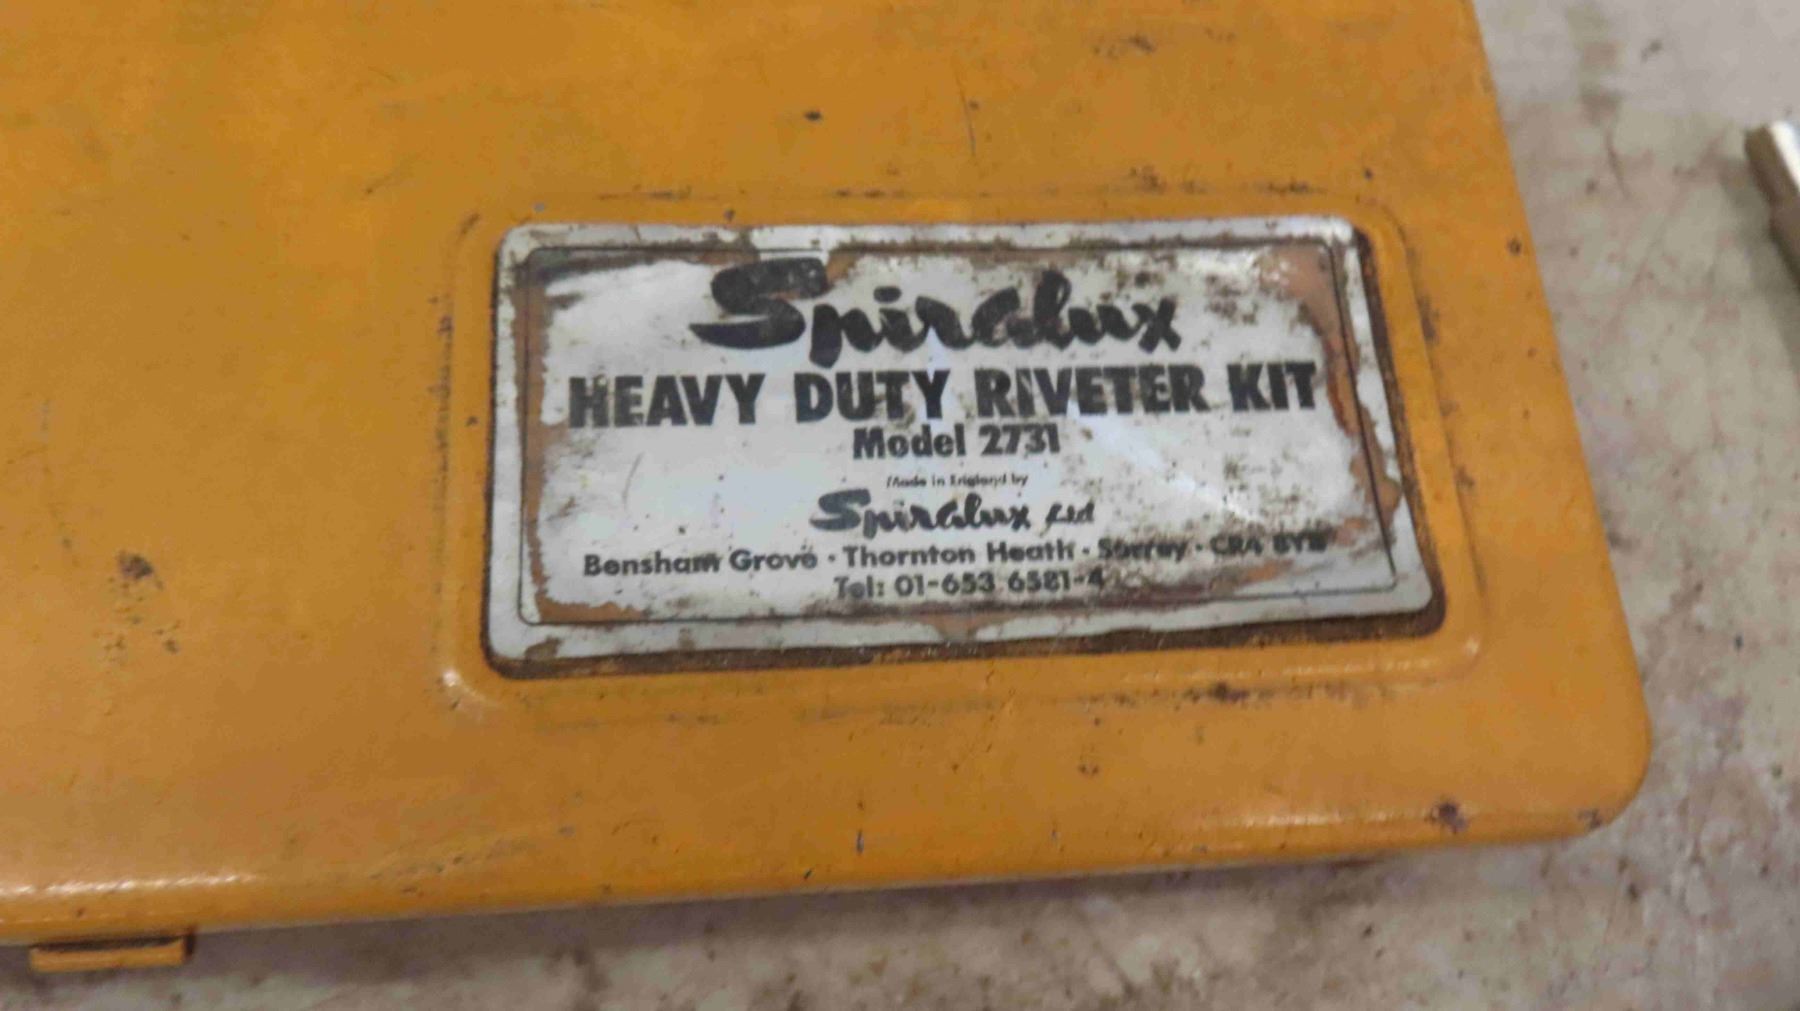 Spiralux
HEAVY DUTY RIVETER KIT
Model 2731
Made in England by
Spiralux Ltd
Bensham Grove · Thornton Heath · Surrey · CR4
Tel: 01-653 6581-4